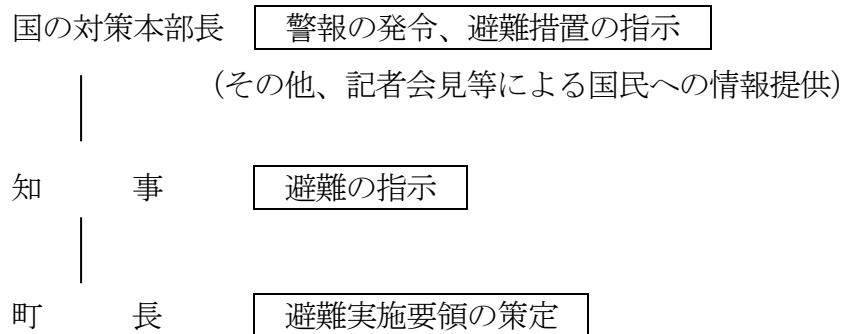 国の対策本部長 警報の発令、避難措置の指示
(その他、記者会見等による国民への情報提供)
知 事 避難の指示
町 長 避難実施要領の策定